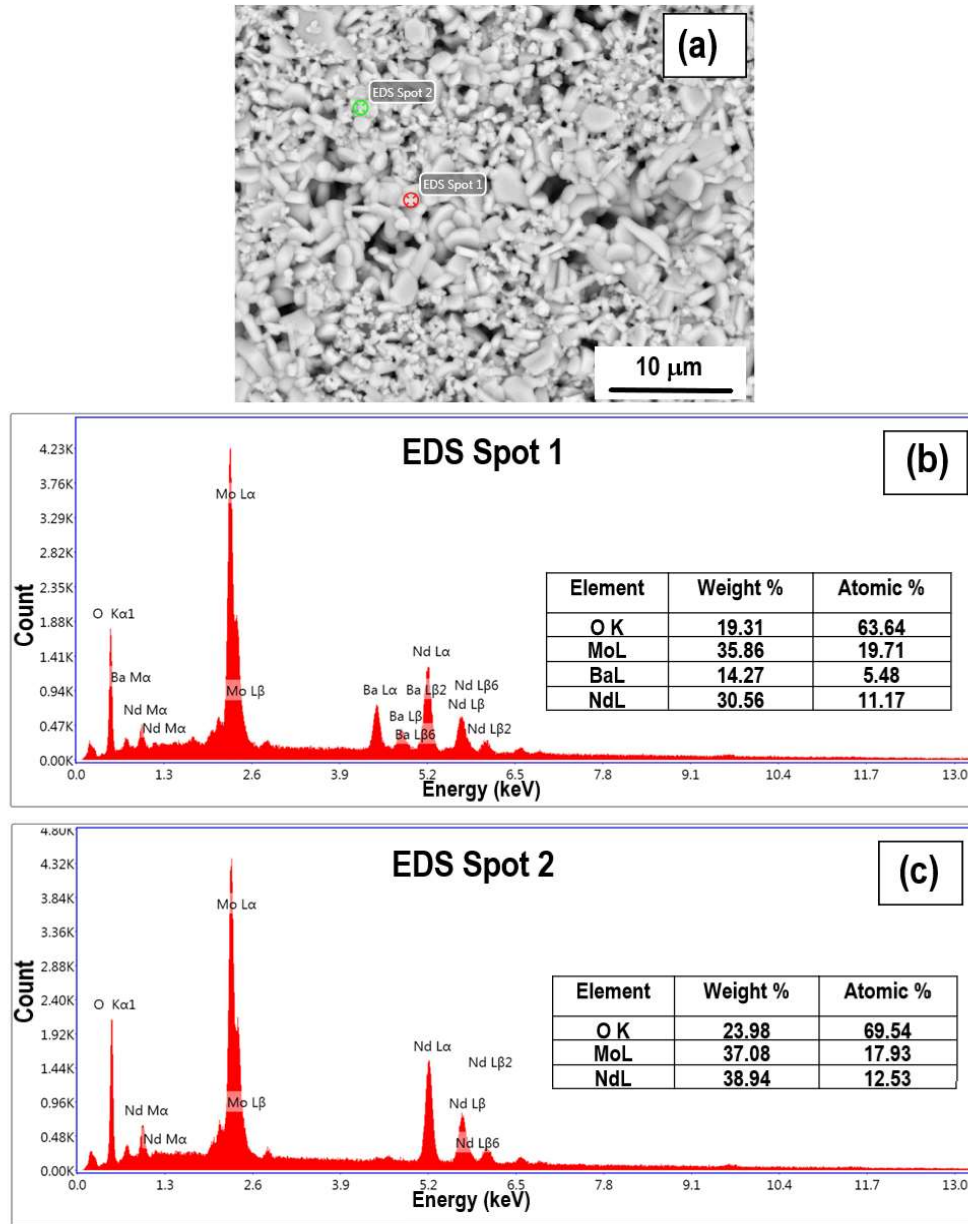 (a)
EDS Spot 2
EDS Spot 1
10 μm
EDS Spot 1
(b)
Count
4.23K
3.76K
3.29K
2.82K
2.35K
1.88K
1.41K
0.94K
0.47K
0.00K
O Kα1
Ba Mα
Nd Mα
Nd Mα
Mo Lα
Mo Lβ
Ba Lα
Ba Lβ
Ba Lβ6
Ba Lβ2
Nd Lα
Nd Lβ6
Nd Lβ
Nd Lβ2
Element Weight % Atomic %
O K 19.31 63.64
MoL 35.86 19.71
BaL 14.27 5.48
NdL 30.56 11.17
0.0 1.3 2.6 3.9 5.2 6.5 7.8 9.1 10.4 11.7 13.0
Energy (keV)
EDS Spot 2
(c)
Count
4.80K
4.32K
3.84K
3.36K
2.88K
2.40K
1.92K
1.44K
0.96K
0.48K
0.00K
O Kα1
Nd Mα
Nd Mα
Mo Lα
Mo Lβ
Nd Lα
Nd Lβ2
Nd Lβ
Nd Lβ6
Element Weight % Atomic %
O K 23.98 69.54
MoL 37.08 17.93
NdL 38.94 12.53
0.0 1.3 2.6 3.9 5.2 6.5 7.8 9.1 10.4 11.7 13.0
Energy (keV)